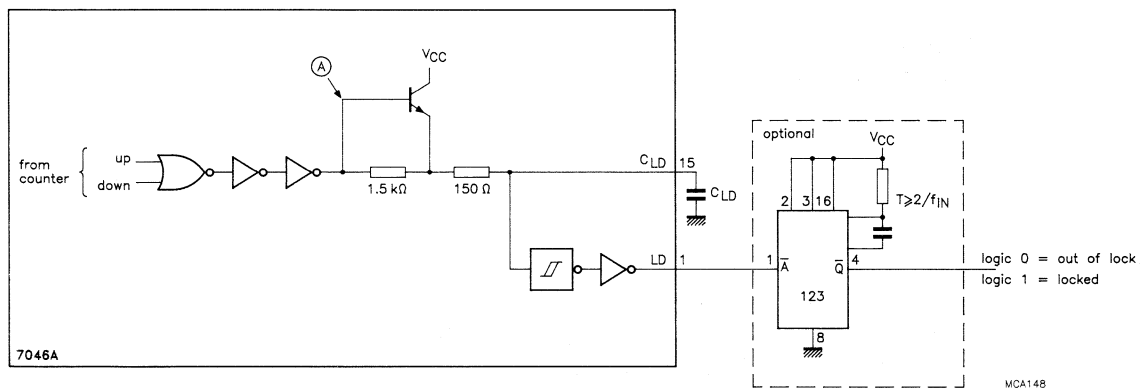 A
VCC
from
counter
up
down
1.5 kΩ
150 Ω
CLD 15
CLD
LD 1
7046A
optional
VCC
2 3 16
T⩾2/fIN
1 A̅ Q̅ 4
123
8
logic 0 = out of lock
logic 1 = locked
MCA148